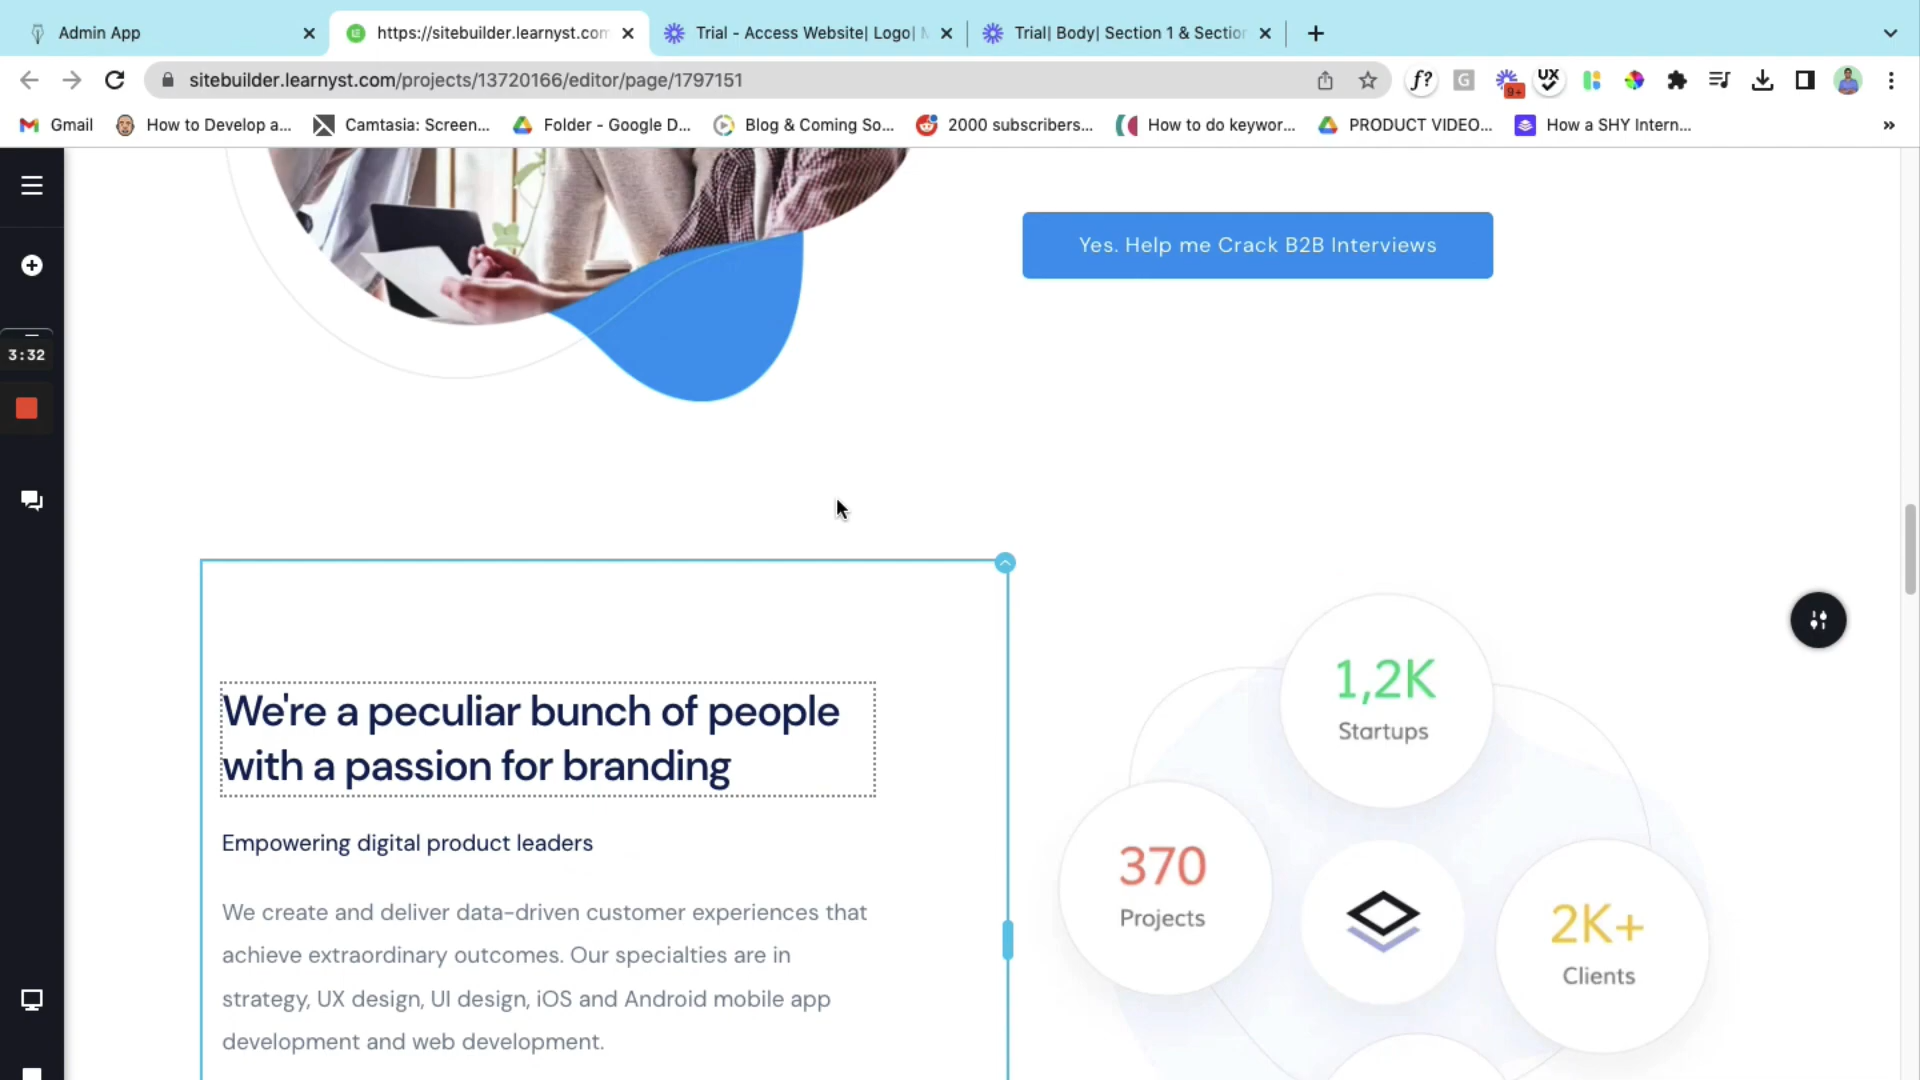 Admin App
https://sitebuilder.learnyst.com
Trial - Access Website| Logo|
Trial| Body| Section 1 & Section
sitebuilder.learnyst.com/projects/13720166/editor/page/1797151
f?
G
9+
UX
Gmail
How to Develop a...
Camtasia: Screen...
Folder - Google D...
Blog & Coming So...
2000 subscribers...
How to do keywor...
PRODUCT VIDEO...
How a SHY Intern...
»
3:32
Yes. Help me Crack B2B Interviews
We're a peculiar bunch of people
with a passion for branding
Empowering digital product leaders
We create and deliver data-driven customer experiences that
achieve extraordinary outcomes. Our specialties are in
strategy, UX design, UI design, iOS and Android mobile app
development and web development.
1,2K
Startups
370
Projects
2K+
Clients